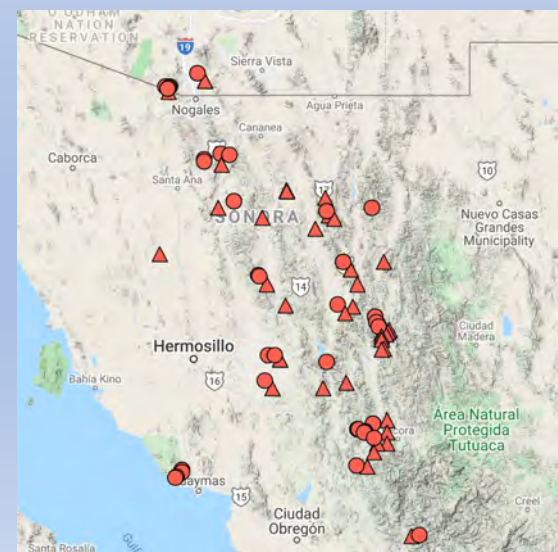 O'ODHAM
NATION
RESERVATION
19
Sierra Vista
Nogales
Agua Prieta
Cananea
Caborca
Santa Ana
10
17
SONORA
Nuevo Casas
Grandes
Municipality
14
Ciudad
Madera
Hermosillo
Bahía Kino
16
Área Natural
Protegida
Tutuaca
Ciudad
Obregón
15
Creel
Santa Rosalía